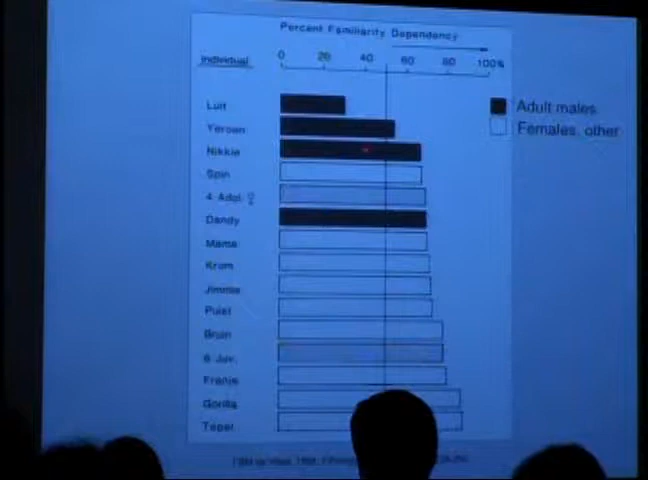 Percent Familiarity Dependency
Individual 0 20 40 60 80 100%
Luit
Yeroen
Nikkie
Spin
4 Adol. ♀
Dandy
Mama
Krom
Jimmie
Puist
Bruin
6 Juv.
Franje
Gorilla
Tepel
Adult males
Females, other